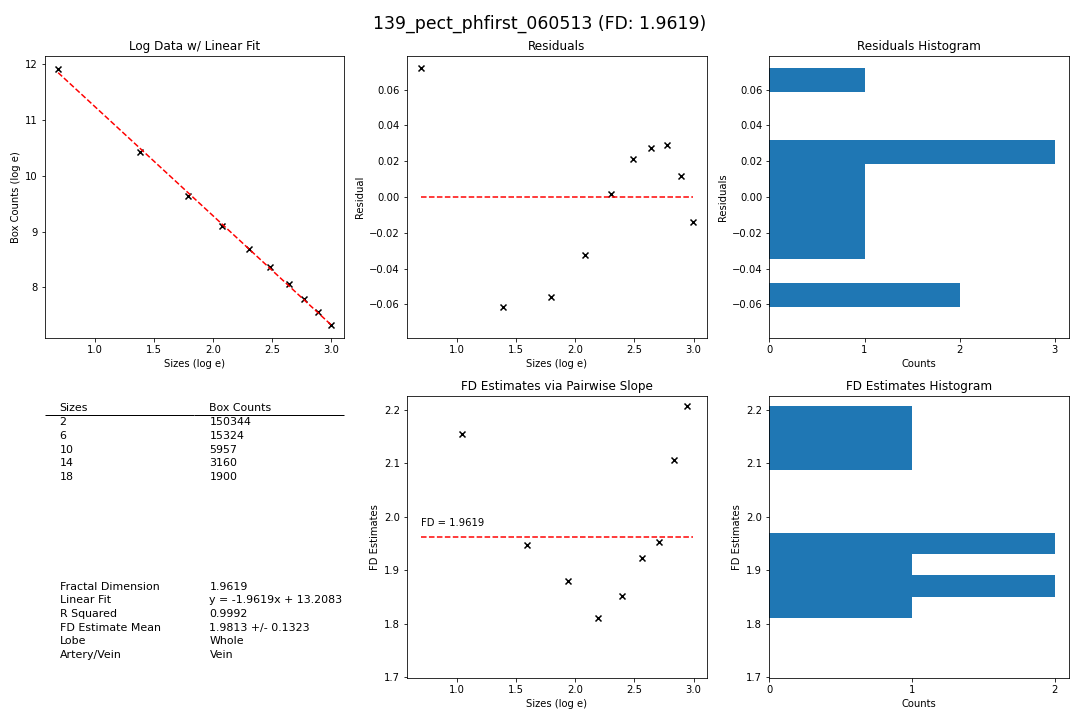 139_pect_phfirst_060513 (FD: 1.9619)
Log Data w/ Linear Fit
12
11
10
9
8
Box Counts (log e)
1.0 1.5 2.0 2.5 3.0
Sizes (log e)
Residuals
0.06
0.04
0.02
0.00
−0.02
−0.04
−0.06
Residual
1.0 1.5 2.0 2.5 3.0
Sizes (log e)
Residuals Histogram
0.06
0.04
0.02
0.00
−0.02
−0.04
−0.06
Residuals
0 1 2 3
Counts
Sizes Box Counts
2 150344
6 15324
10 5957
14 3160
18 1900
Fractal Dimension 1.9619
Linear Fit y = -1.9619x + 13.2083
R Squared 0.9992
FD Estimate Mean 1.9813 +/- 0.1323
Lobe Whole
Artery/Vein Vein
FD Estimates via Pairwise Slope
2.2
2.1
2.0
1.9
1.8
1.7
FD Estimates
FD = 1.9619
1.0 1.5 2.0 2.5 3.0
Sizes (log e)
FD Estimates Histogram
2.2
2.1
2.0
1.9
1.8
1.7
FD Estimates
0 1 2
Counts